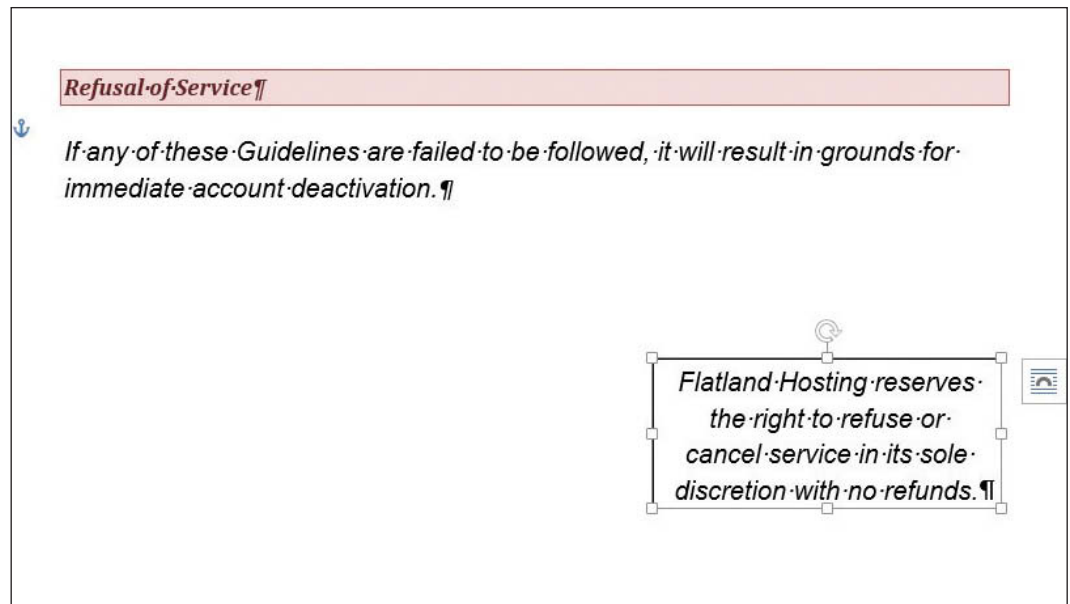 Refusal·of·Service¶
If·any·of·these·Guidelines·are·failed·to·be·followed,·it·will·result·in·grounds·for·
immediate·account·deactivation.¶
Flatland·Hosting·reserves·
the·right·to·refuse·or·
cancel·service·in·its·sole·
discretion·with·no·refunds.¶